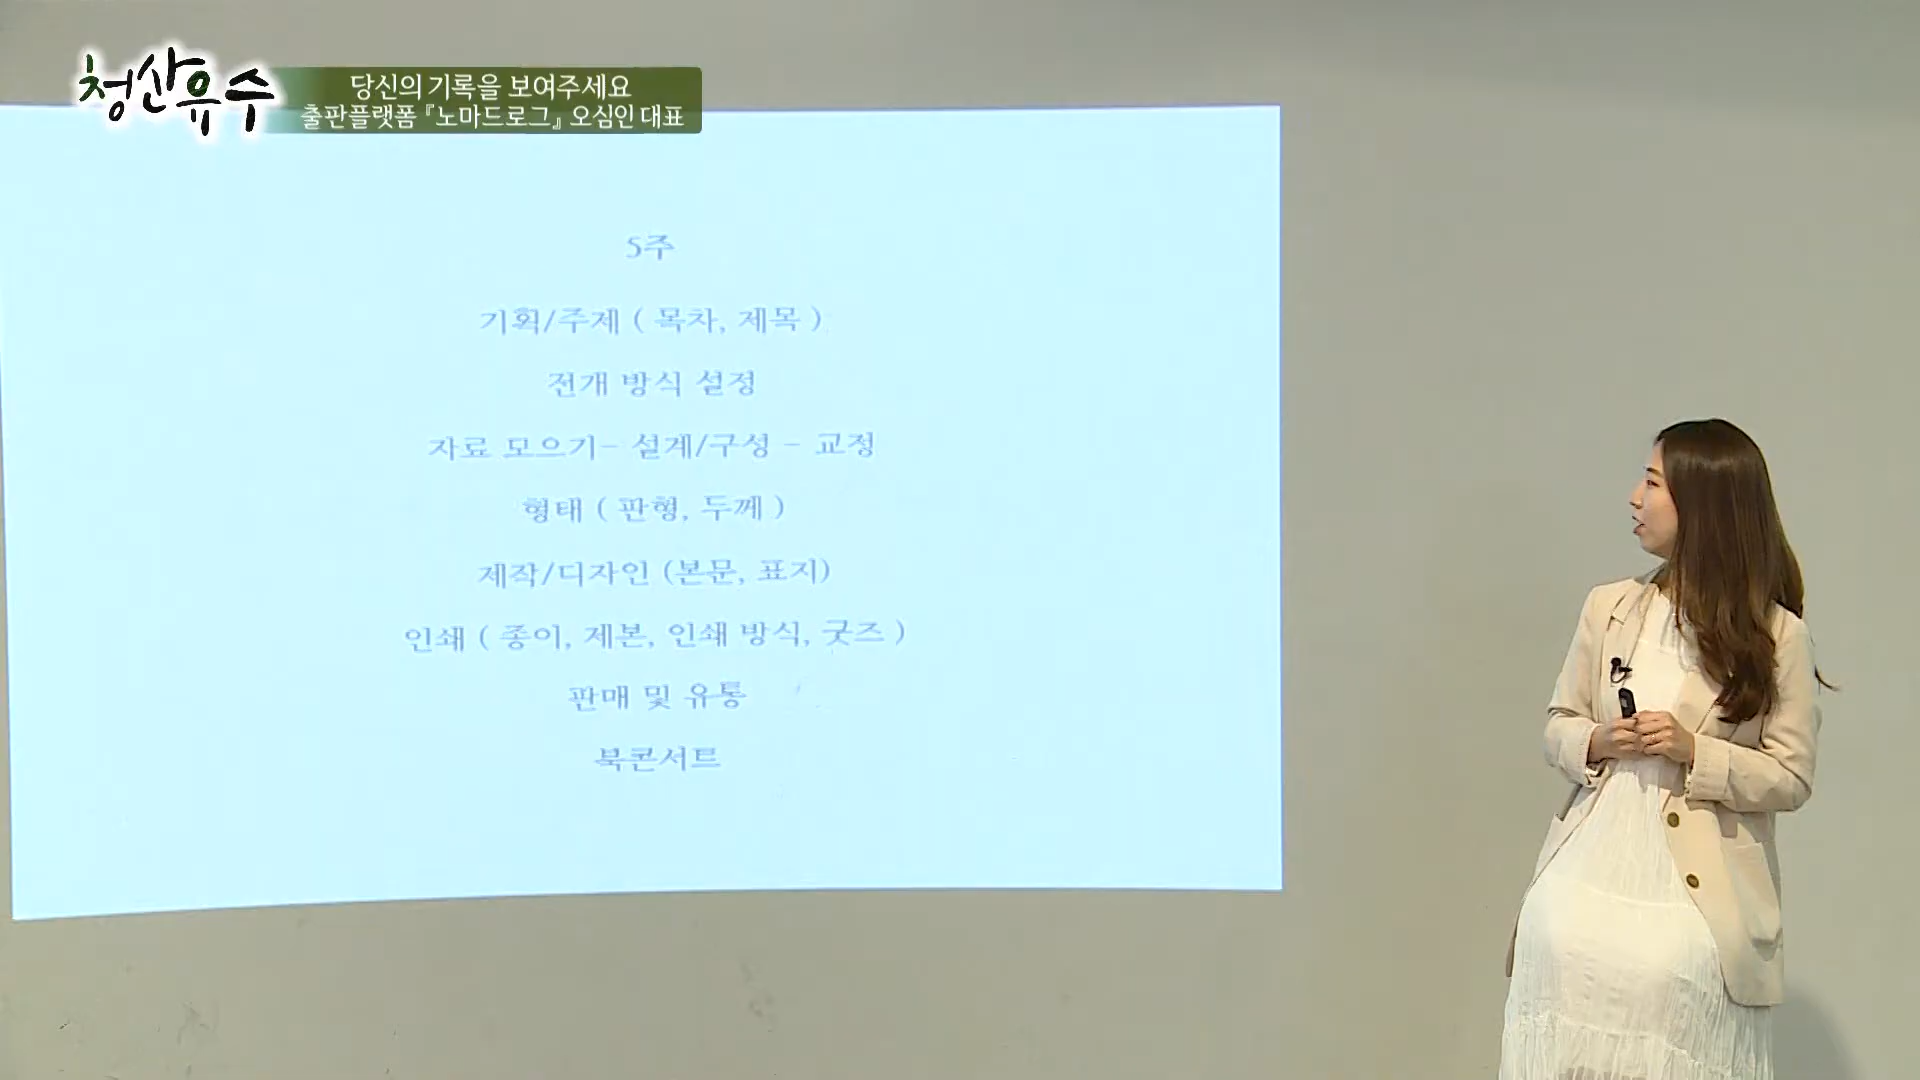 청산유수
당신의 기록을 보여주세요
출판플랫폼 『노마드로그』 오심인 대표
5주
기획/주제 ( 목차, 제목 )
전개 방식 설정
자료 모으기- 설계/구성 - 교정
형태 ( 판형, 두께 )
제작/디자인 (본문, 표지)
인쇄 ( 종이, 제본, 인쇄 방식, 굿즈 )
판매 및 유통
북콘서트